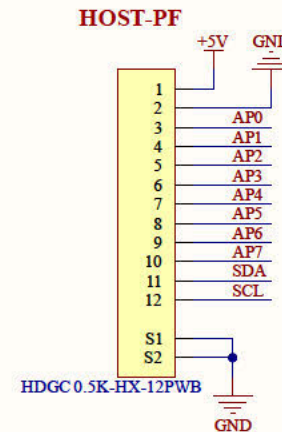 HOST-PF
+5V GND
1
2
3 AP0
4 AP1
5 AP2
6 AP3
7 AP4
8 AP5
9 AP6
10 AP7
11 SDA
12 SCL
S1
S2
HDGC 0.5K-HX-12PWB
GND